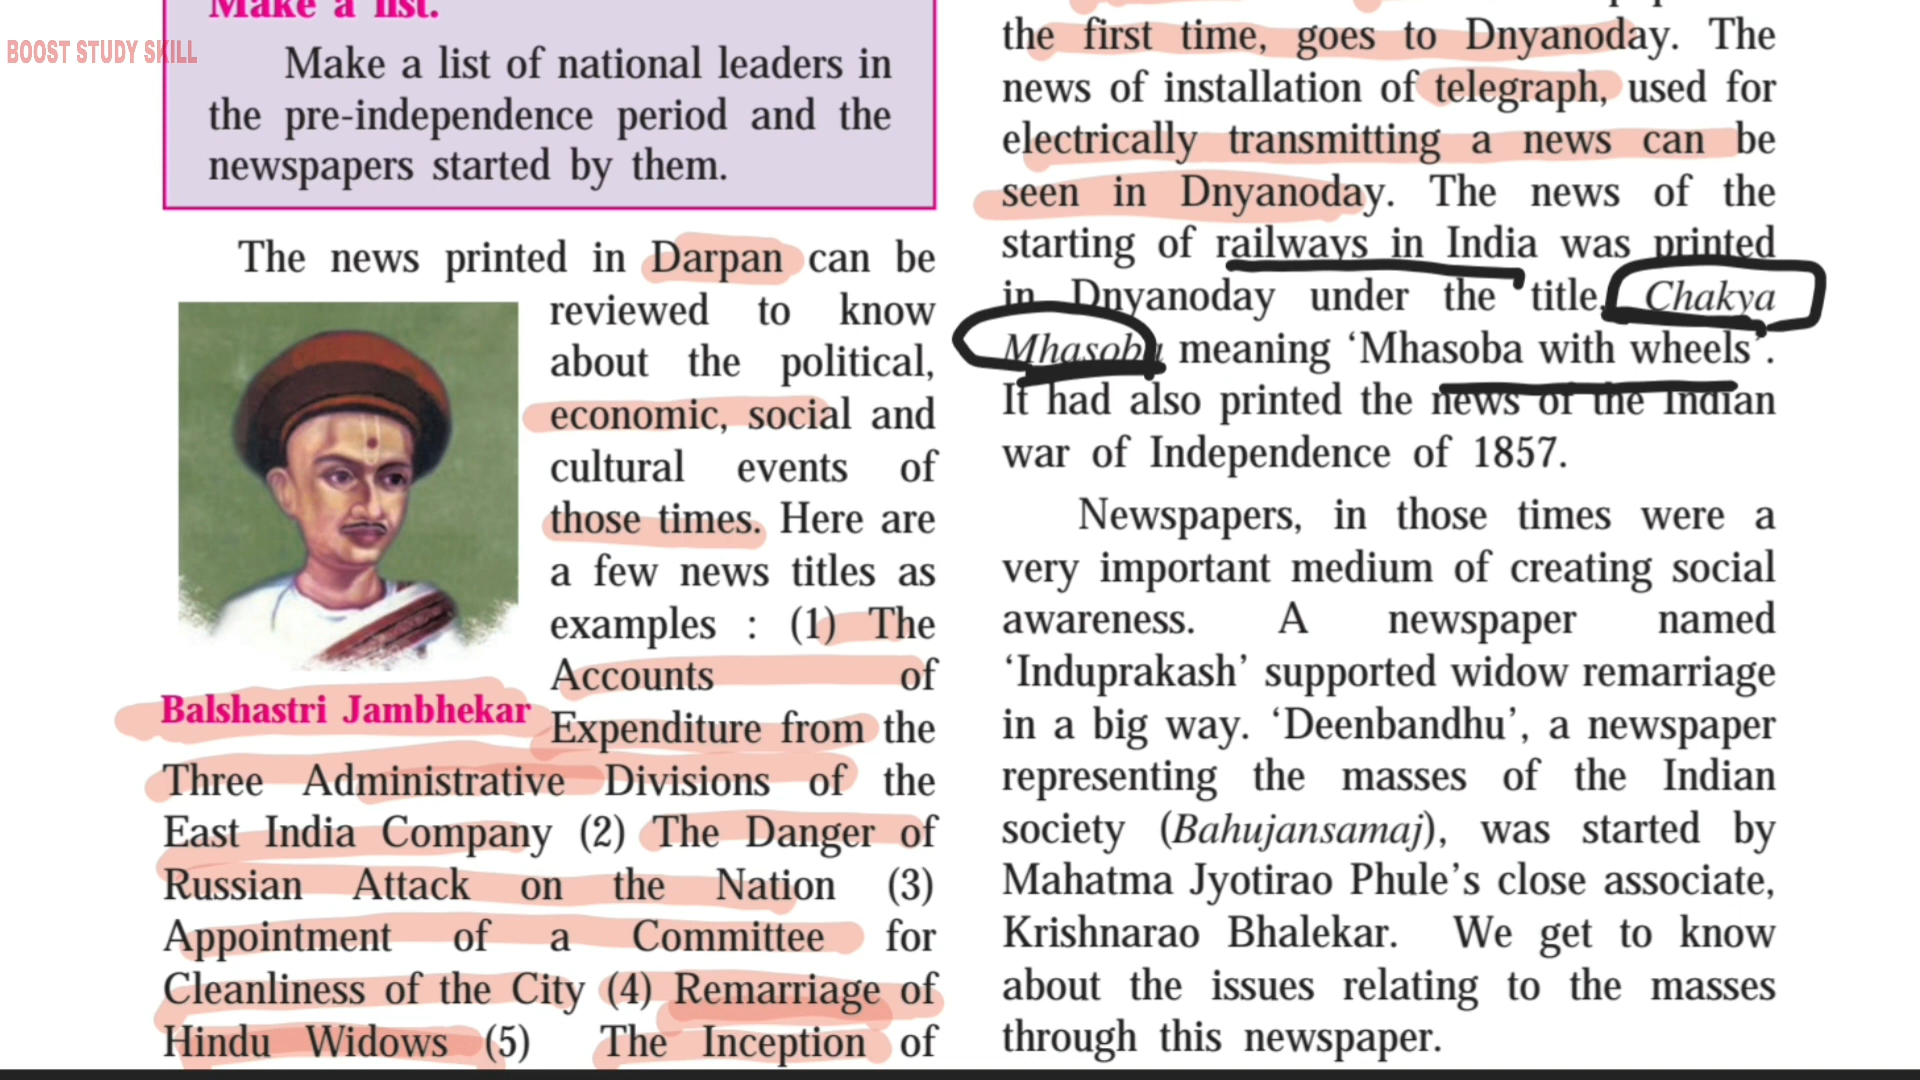 BOOST STUDY SKILL
Make a list.
Make a list of national leaders in
the pre-independence period and the
newspapers started by them.
The news printed in Darpan can be
reviewed to know
about the political,
economic, social and
cultural events of
those times. Here are
a few news titles as
examples : (1) The
Accounts of
Balshastri Jambhekar
Expenditure from the
Three Administrative Divisions of the
East India Company (2) The Danger of
Russian Attack on the Nation (3)
Appointment of a Committee for
Cleanliness of the City (4) Remarriage of
Hindu Widows (5) The Inception of
the first time, goes to Dnyanoday. The
news of installation of telegraph, used for
electrically transmitting a news can be
seen in Dnyanoday. The news of the
starting of railways in India was printed
in Dnyanoday under the title, Chakya
Mhasoba meaning ‘Mhasoba with wheels’.
It had also printed the news of the Indian
war of Independence of 1857.
Newspapers, in those times were a
very important medium of creating social
awareness. A newspaper named
‘Induprakash’ supported widow remarriage
in a big way. ‘Deenbandhu’, a newspaper
representing the masses of the Indian
society (Bahujansamaj), was started by
Mahatma Jyotirao Phule’s close associate,
Krishnarao Bhalekar. We get to know
about the issues relating to the masses
through this newspaper.